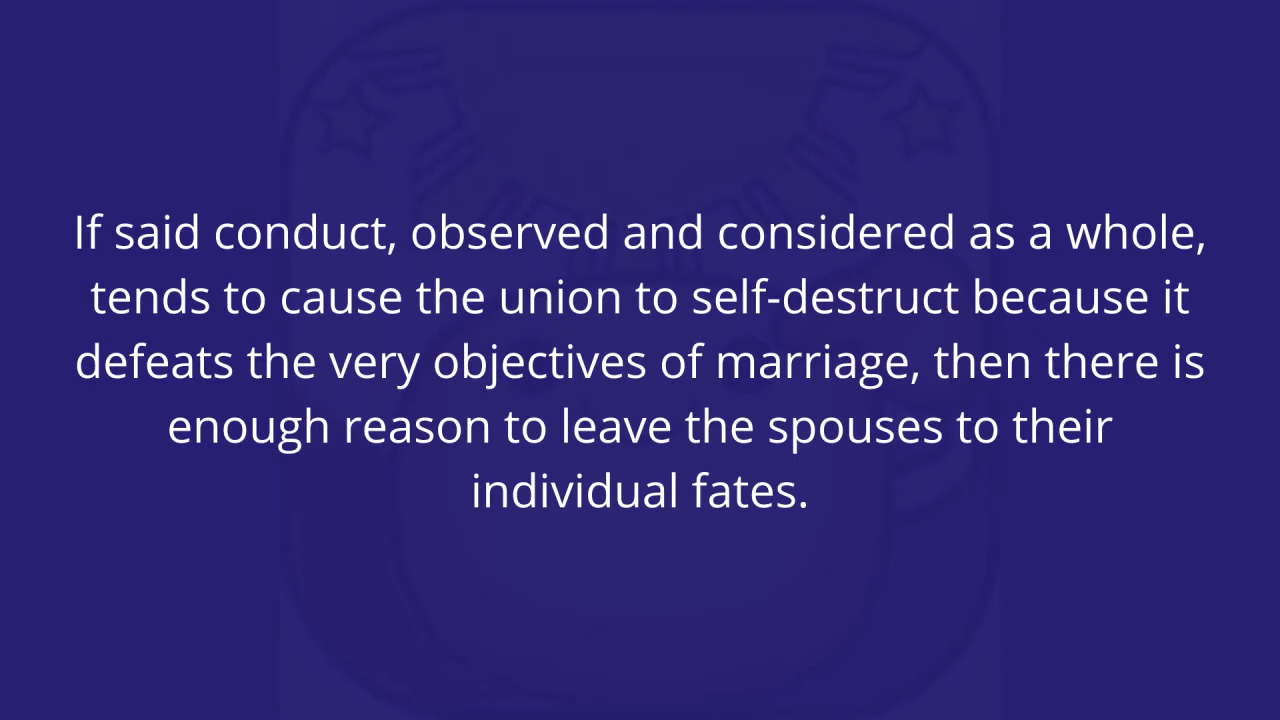 If said conduct, observed and considered as a whole,
tends to cause the union to self-destruct because it
defeats the very objectives of marriage, then there is
enough reason to leave the spouses to their
individual fates.